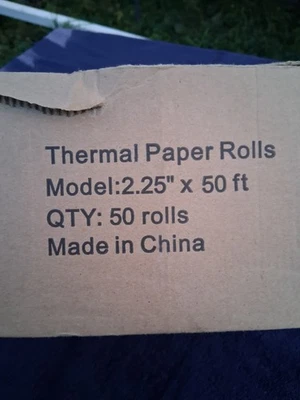 Thermal Paper Rolls
Model:2.25" x 50 ft
QTY: 50 rolls
Made in China